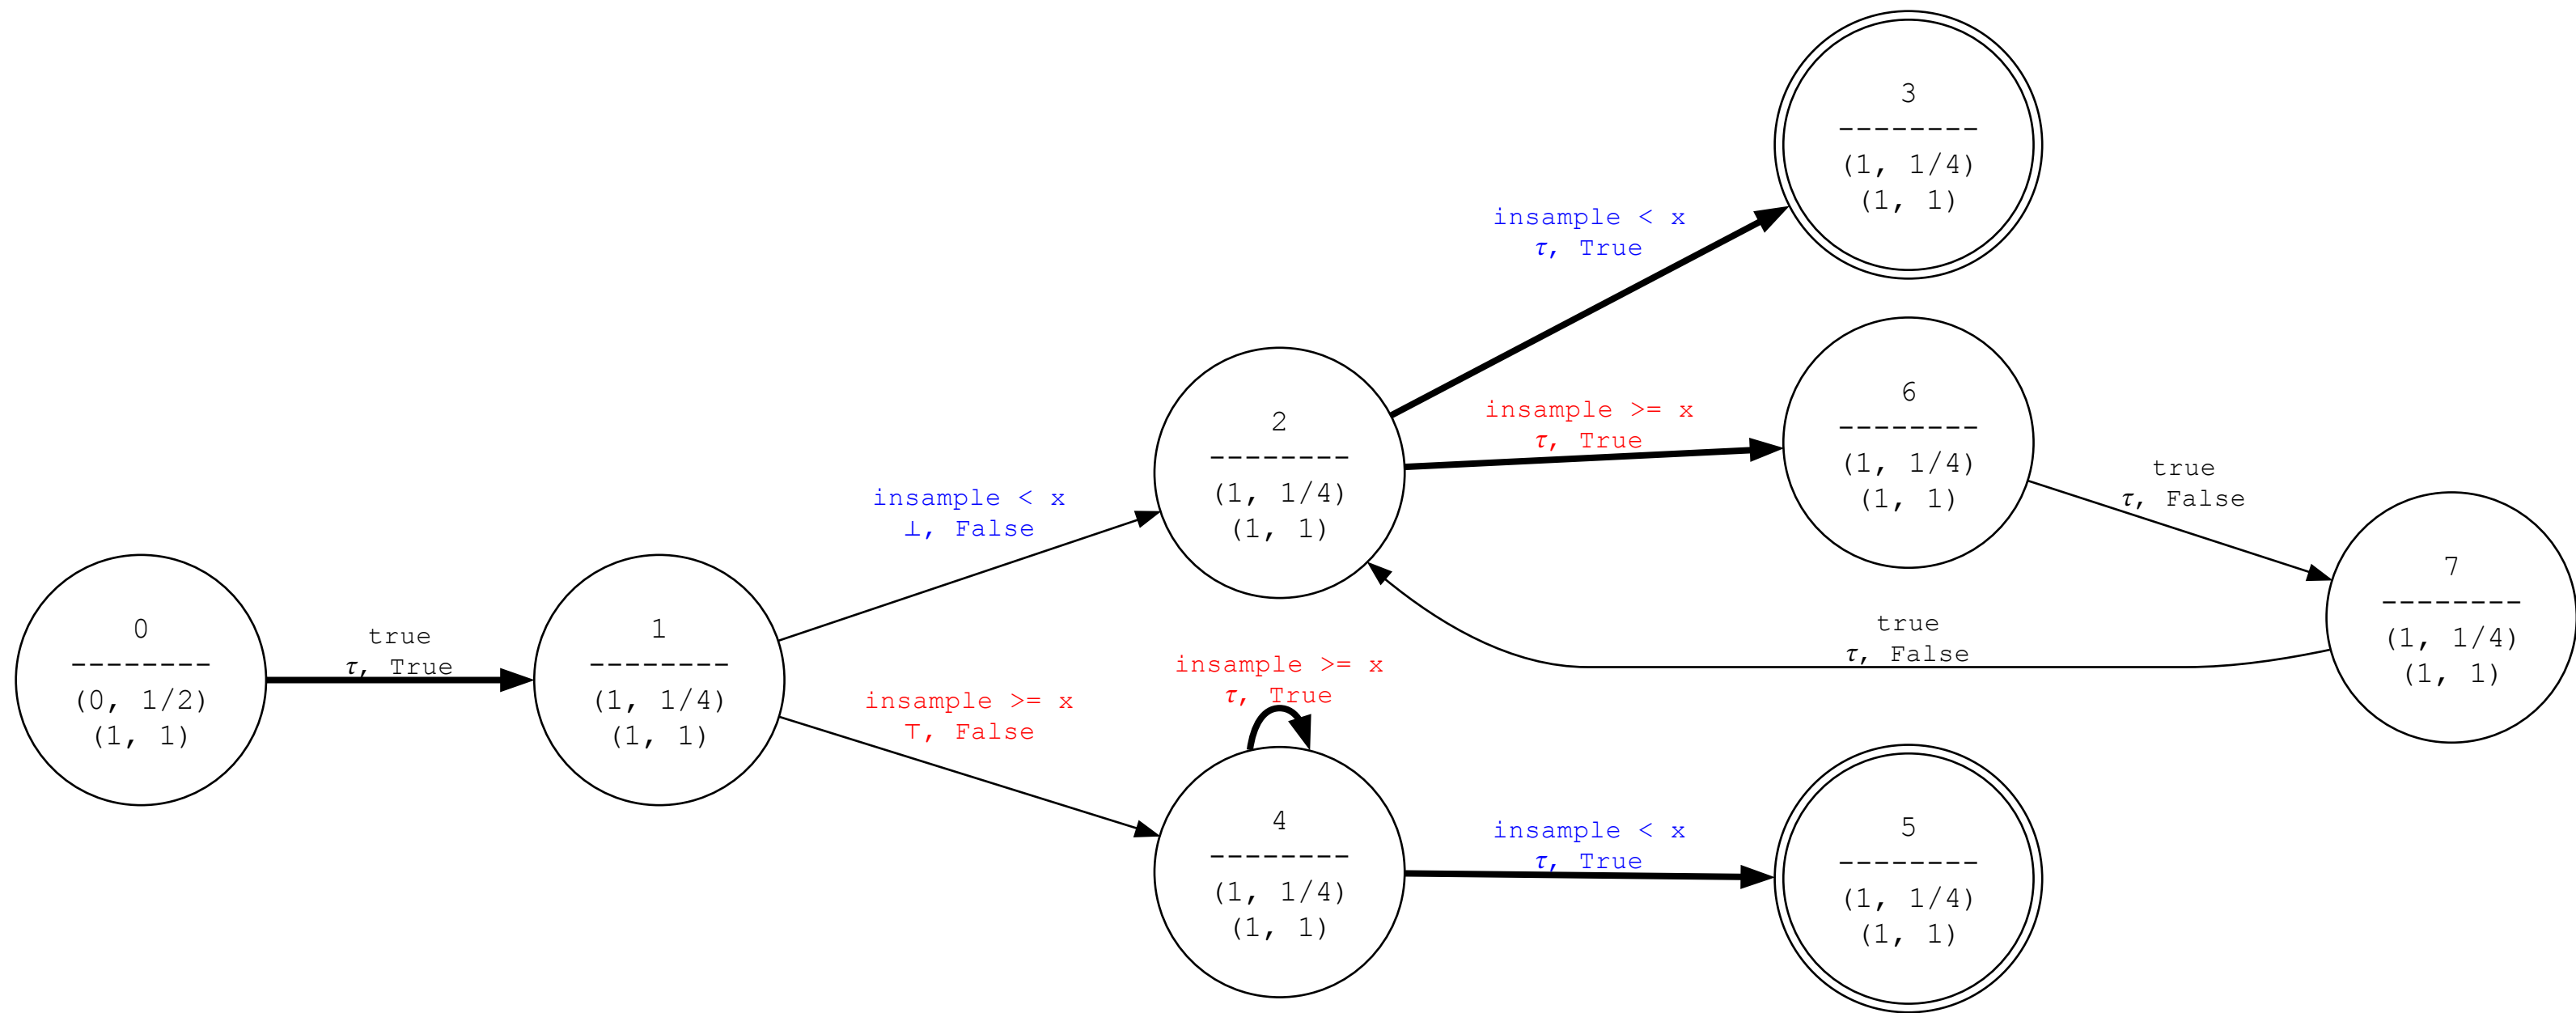 0
--------
(0, 1/2)
(1, 1)
true
τ, True
1
--------
(1, 1/4)
(1, 1)
insample < x
⊥, False
insample >= x
⊤, False
2
--------
(1, 1/4)
(1, 1)
insample < x
τ, True
3
--------
(1, 1/4)
(1, 1)
insample >= x
τ, True
6
--------
(1, 1/4)
(1, 1)
true
τ, False
7
--------
(1, 1/4)
(1, 1)
true
τ, False
insample >= x
τ, True
4
--------
(1, 1/4)
(1, 1)
insample < x
τ, True
5
--------
(1, 1/4)
(1, 1)